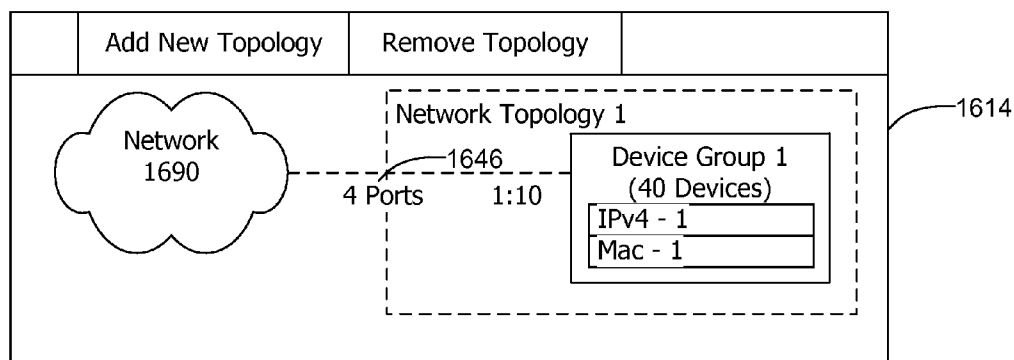 Add New Topology
Remove Topology
Network Topology 1
1614
Network
1690
1646
4 Ports
1:10
Device Group 1
(40 Devices)
IPv4 - 1
Mac - 1